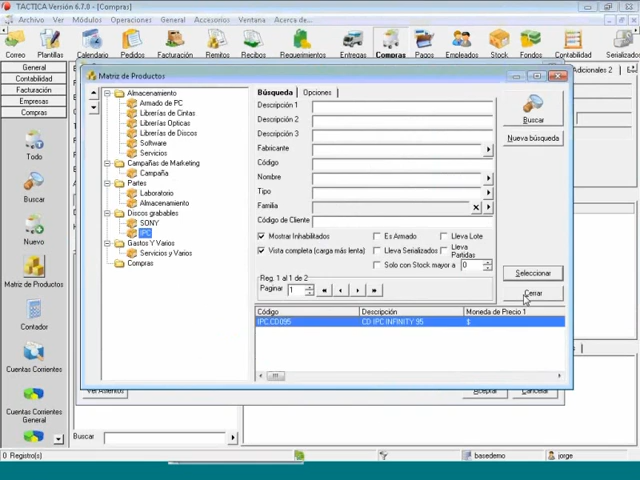 TACTICA Versión 6.7.8 - [Compras]
Archivo Ver Módulos Operaciones General Accesorios Ventana Acerca de...
Correo Plantillas Calendario Pedidos Facturación Remitos Recibos Requerimientos Entregas Compras Pagos Empleados Stock Fondos Contabilidad Serializados
General
Contabilidad
Facturación
Empresas
Compras
Todo
Buscar
Nuevo
Matriz de Productos
Contador
Cuentas Corrientes
Cuentas Corrientes General
Adicionales 2
Matriz de Productos
Almacenamiento
Armado de PC
Librerías de Cintas
Librerías Opticas
Librerías de Discos
Software
Servicios
Campañas de Marketing
Campaña
Partes
Laboratorio
Almacenamiento
Discos grabables
SONY
IPC
Gastos Y Varios
Servicios y Varios
Compras
Búsqueda Opciones
Descripción 1
Descripción 2
Descripción 3
Fabricante
Código
Nombre
Tipo
Familia
Código de Cliente
Mostrar Inhabilitados Es Armado Lleva Lote
Vista completa (carga más lenta) Lleva Serializados Lleva Partidas
Solo con Stock mayor a 0
Reg. 1 al 1 de 2
Paginar 1
Buscar
Nueva búsqueda
Seleccionar
Cerrar
Código Descripción Moneda de Precio 1
IPC CD095 CD IPC INFINITY 95 $
Ver Asientos Aceptar Cancelar
Buscar
0 Registro(s) basedemo jorge